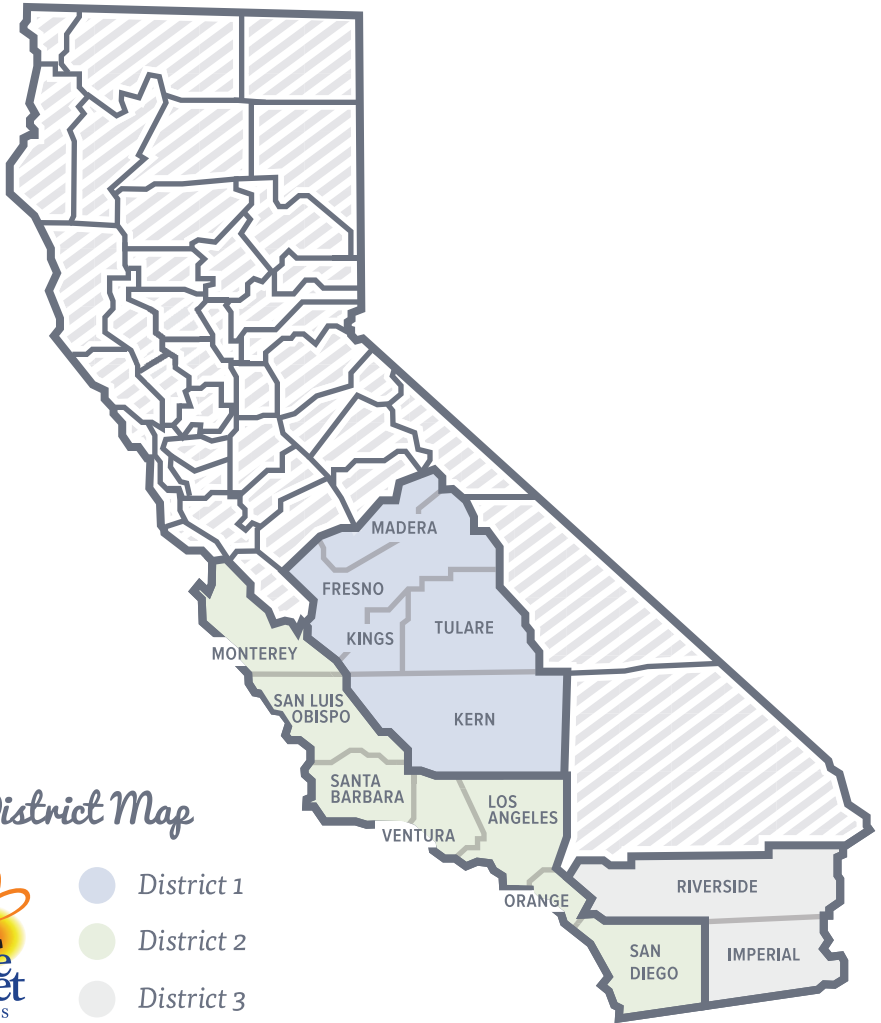 MADERA
FRESNO
KINGS
TULARE
MONTEREY
SAN LUIS
OBISPO
KERN
SANTA
BARBARA
LOS
ANGELES
VENTURA
ORANGE
RIVERSIDE
SAN
DIEGO
IMPERIAL
District Map
District 1
District 2
District 3